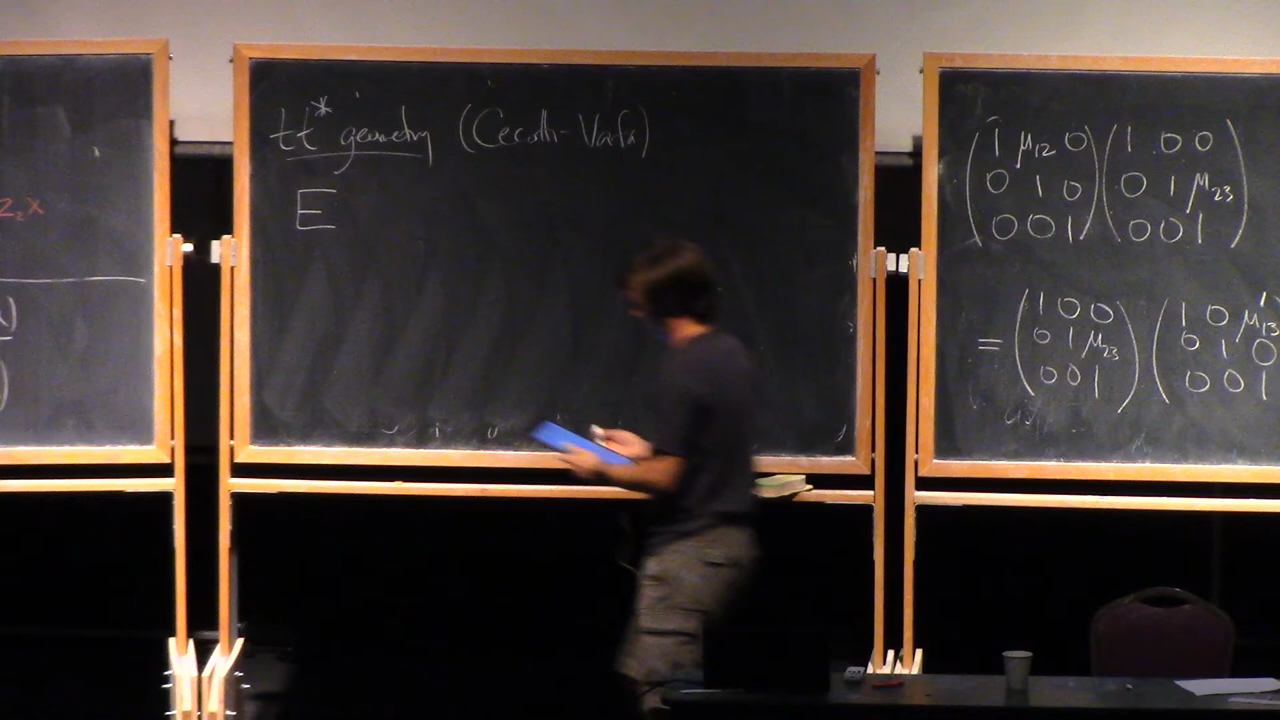 z₂x
tt* geometry (Cecotti-Vafa)
E
(1 μ₁₂ 0) (1 0 0)
(0 1 0) (0 1 μ₂₃)
(0 0 1) (0 0 1)
= (1 0 0) (1 0 μ₁₃'
(0 1 μ₂₃) (0 1 0
(0 0 1) (0 0 1